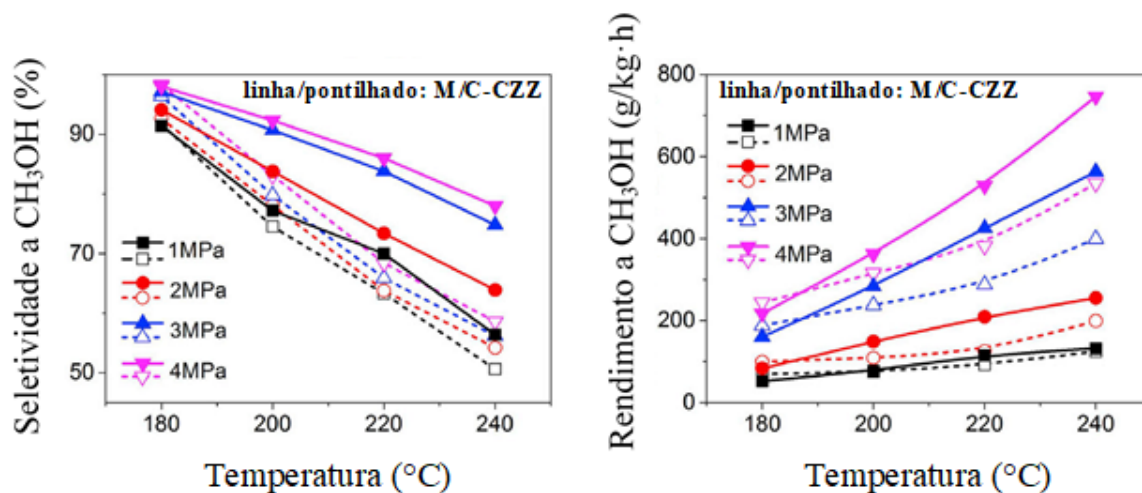 Seletividade a CH₃OH (%)
90
70
50
linha/pontilhado: M/C-CZZ
1MPa
2MPa
3MPa
4MPa
180 200 220 240
Temperatura (°C)
Rendimento a CH₃OH (g/kg·h)
800
600
400
200
0
linha/pontilhado: M/C-CZZ
1MPa
2MPa
3MPa
4MPa
180 200 220 240
Temperatura (°C)